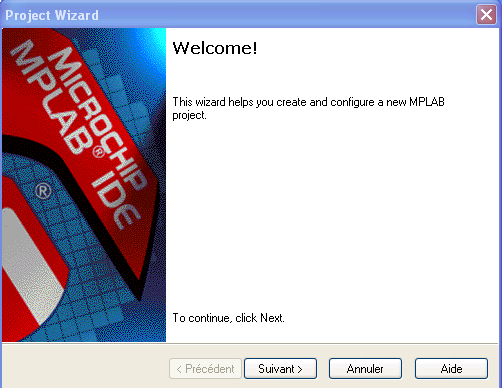 Project Wizard
MICROCHIP
MPLAB® IDE
®
Welcome!
This wizard helps you create and configure a new MPLAB
project.
To continue, click Next.
< Précédent
Suivant >
Annuler
Aide